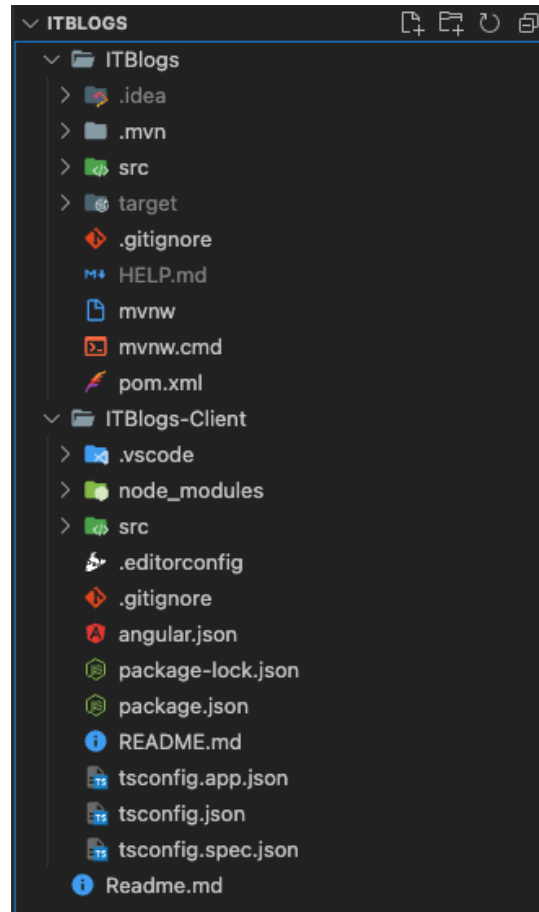 ITBLOGS
ITBlogs
.idea
.mvn
src
target
.gitignore
HELP.md
mvnw
mvnw.cmd
pom.xml
ITBlogs-Client
.vscode
node_modules
src
.editorconfig
.gitignore
angular.json
package-lock.json
package.json
README.md
tsconfig.app.json
tsconfig.json
tsconfig.spec.json
Readme.md